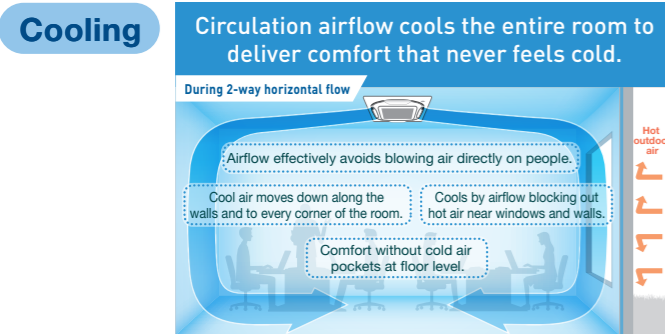 Cooling
Circulation airflow cools the entire room to
deliver comfort that never feels cold.
During 2-way horizontal flow
Hot
outdoor
air
Airflow effectively avoids blowing air directly on people.
Cool air moves down along the
walls and to every corner of the room.
Cools by airflow blocking out
hot air near windows and walls.
Comfort without cold air
pockets at floor level.